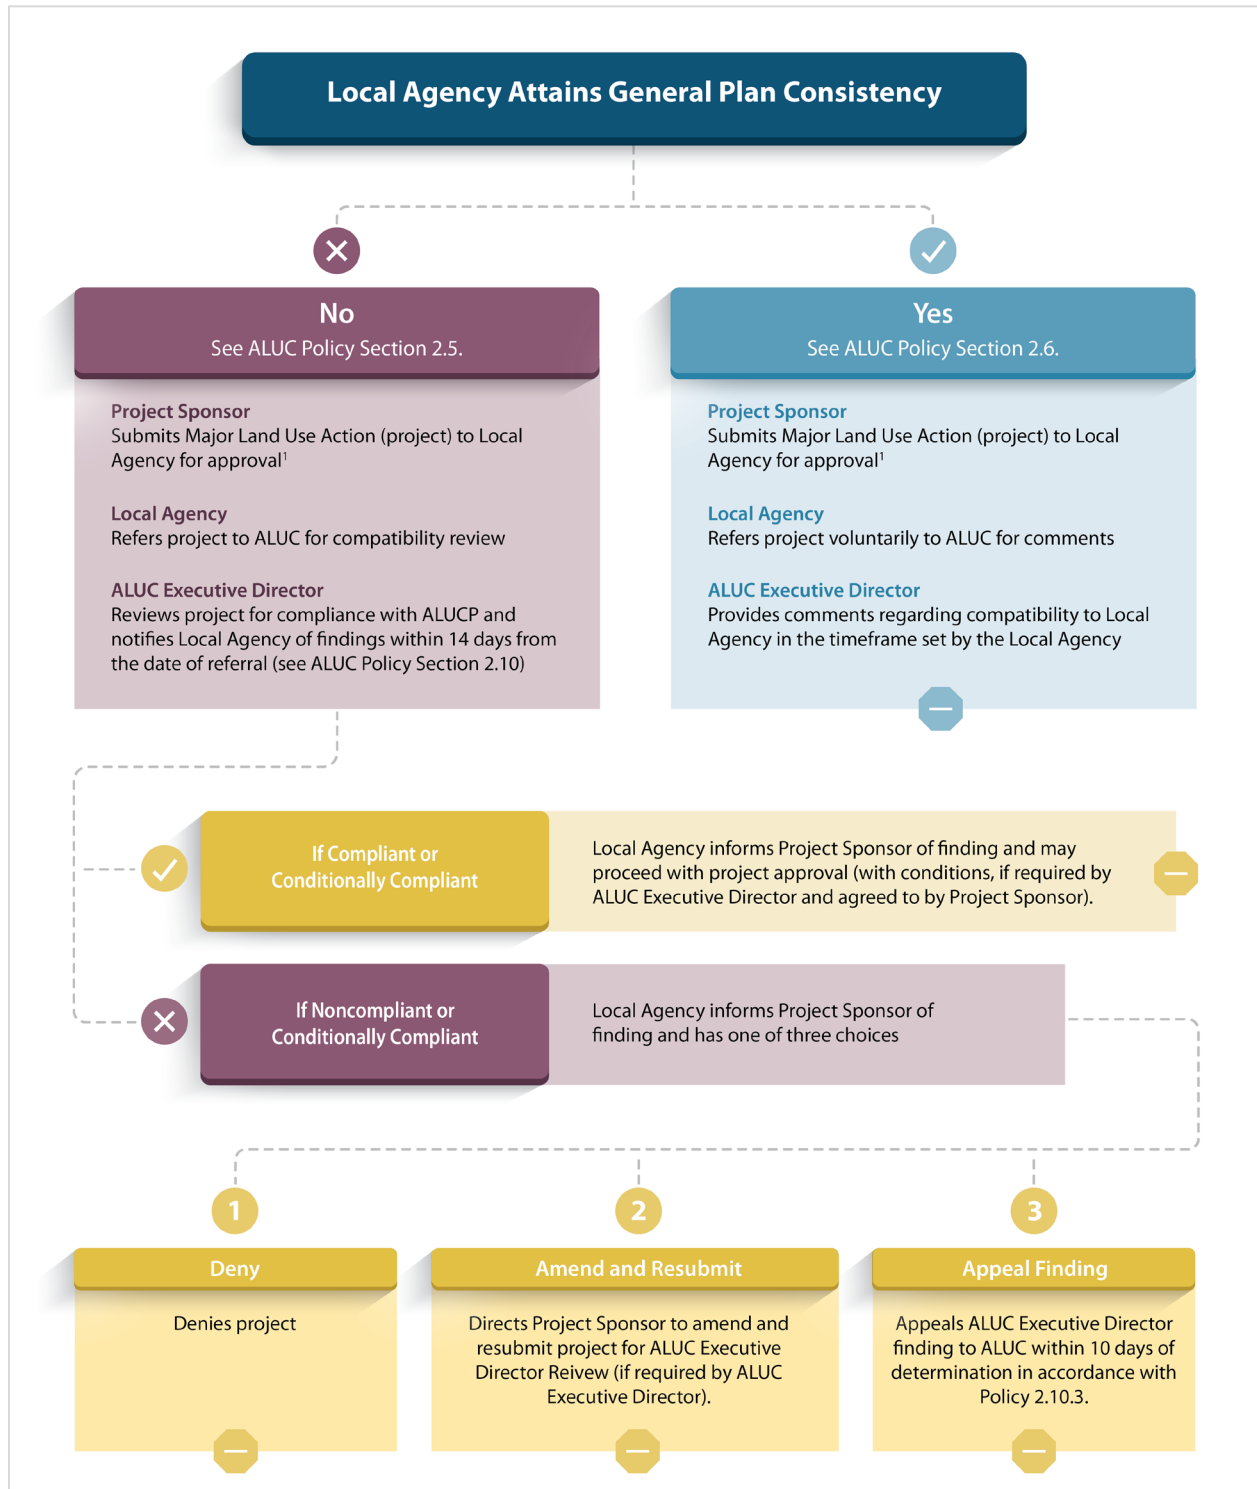 Local Agency Attains General Plan Consistency
No
See ALUC Policy Section 2.5.
Project Sponsor
Submits Major Land Use Action (project) to Local
Agency for approval¹
Local Agency
Refers project to ALUC for compatibility review
ALUC Executive Director
Reviews project for compliance with ALUCP and
notifies Local Agency of findings within 14 days from
the date of referral (see ALUC Policy Section 2.10)
Yes
See ALUC Policy Section 2.6.
Project Sponsor
Submits Major Land Use Action (project) to Local
Agency for approval¹
Local Agency
Refers project voluntarily to ALUC for comments
ALUC Executive Director
Provides comments regarding compatibility to Local
Agency in the timeframe set by the Local Agency
If Compliant or
Conditionally Compliant
Local Agency informs Project Sponsor of finding and may
proceed with project approval (with conditions, if required by
ALUC Executive Director and agreed to by Project Sponsor).
If Noncompliant or
Conditionally Compliant
Local Agency informs Project Sponsor of
finding and has one of three choices
1
Deny
Denies project
2
Amend and Resubmit
Directs Project Sponsor to amend and
resubmit project for ALUC Executive
Director Reivew (if required by ALUC
Executive Director).
3
Appeal Finding
Appeals ALUC Executive Director
finding to ALUC within 10 days of
determination in accordance with
Policy 2.10.3.